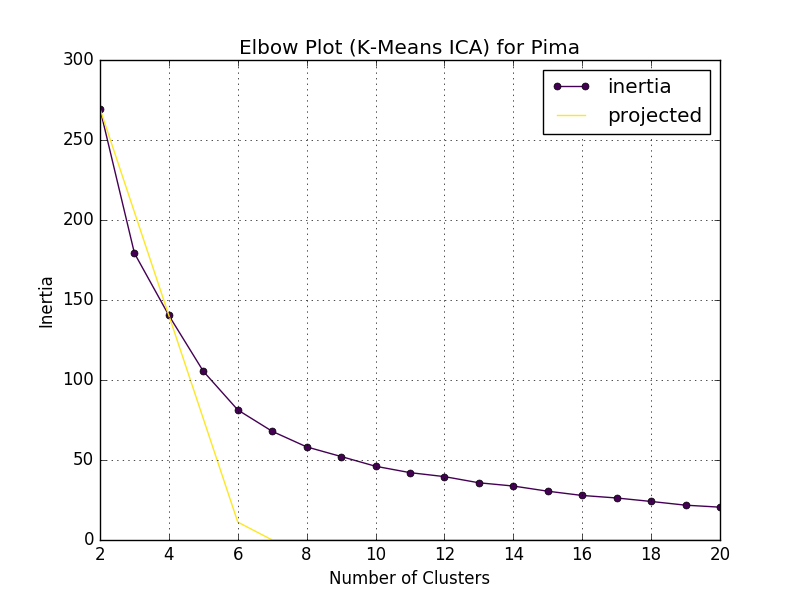 Elbow Plot (K-Means ICA) for Pima
300
250
200
150
100
50
0
Inertia
inertia
projected
2 4 6 8 10 12 14 16 18 20
Number of Clusters